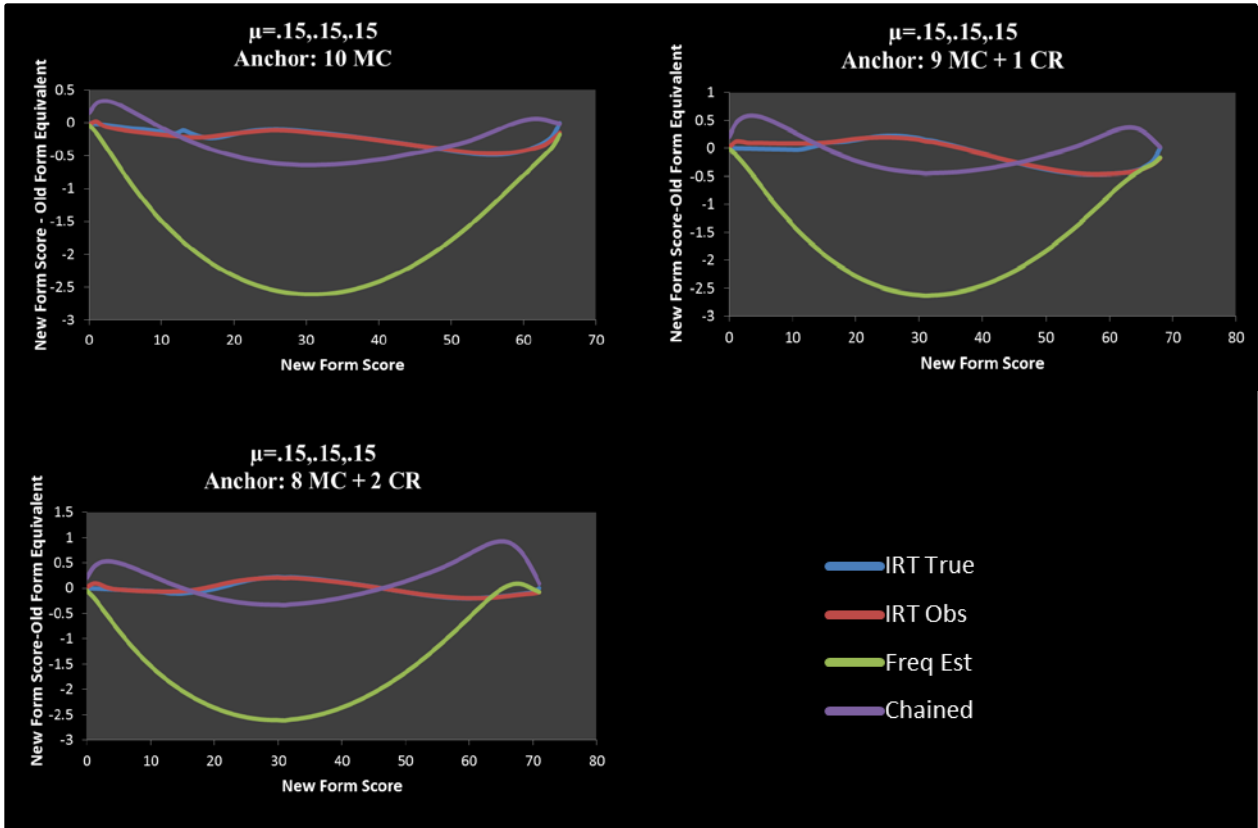 μ=.15,.15,.15
Anchor: 10 MC
New Form Score - Old Form Equivalent
0.5
0
-0.5
-1
-1.5
-2
-2.5
-3
0 10 20 30 40 50 60 70
New Form Score
μ=.15,.15,.15
Anchor: 9 MC + 1 CR
New Form Score-Old Form Equivalent
1
0.5
0
-0.5
-1
-1.5
-2
-2.5
-3
0 10 20 30 40 50 60 70 80
New Form Score
μ=.15,.15,.15
Anchor: 8 MC + 2 CR
New Form Score-Old Form Equivalent
1.5
1
0.5
0
-0.5
-1
-1.5
-2
-2.5
-3
0 10 20 30 40 50 60 70 80
New Form Score
IRT True
IRT Obs
Freq Est
Chained